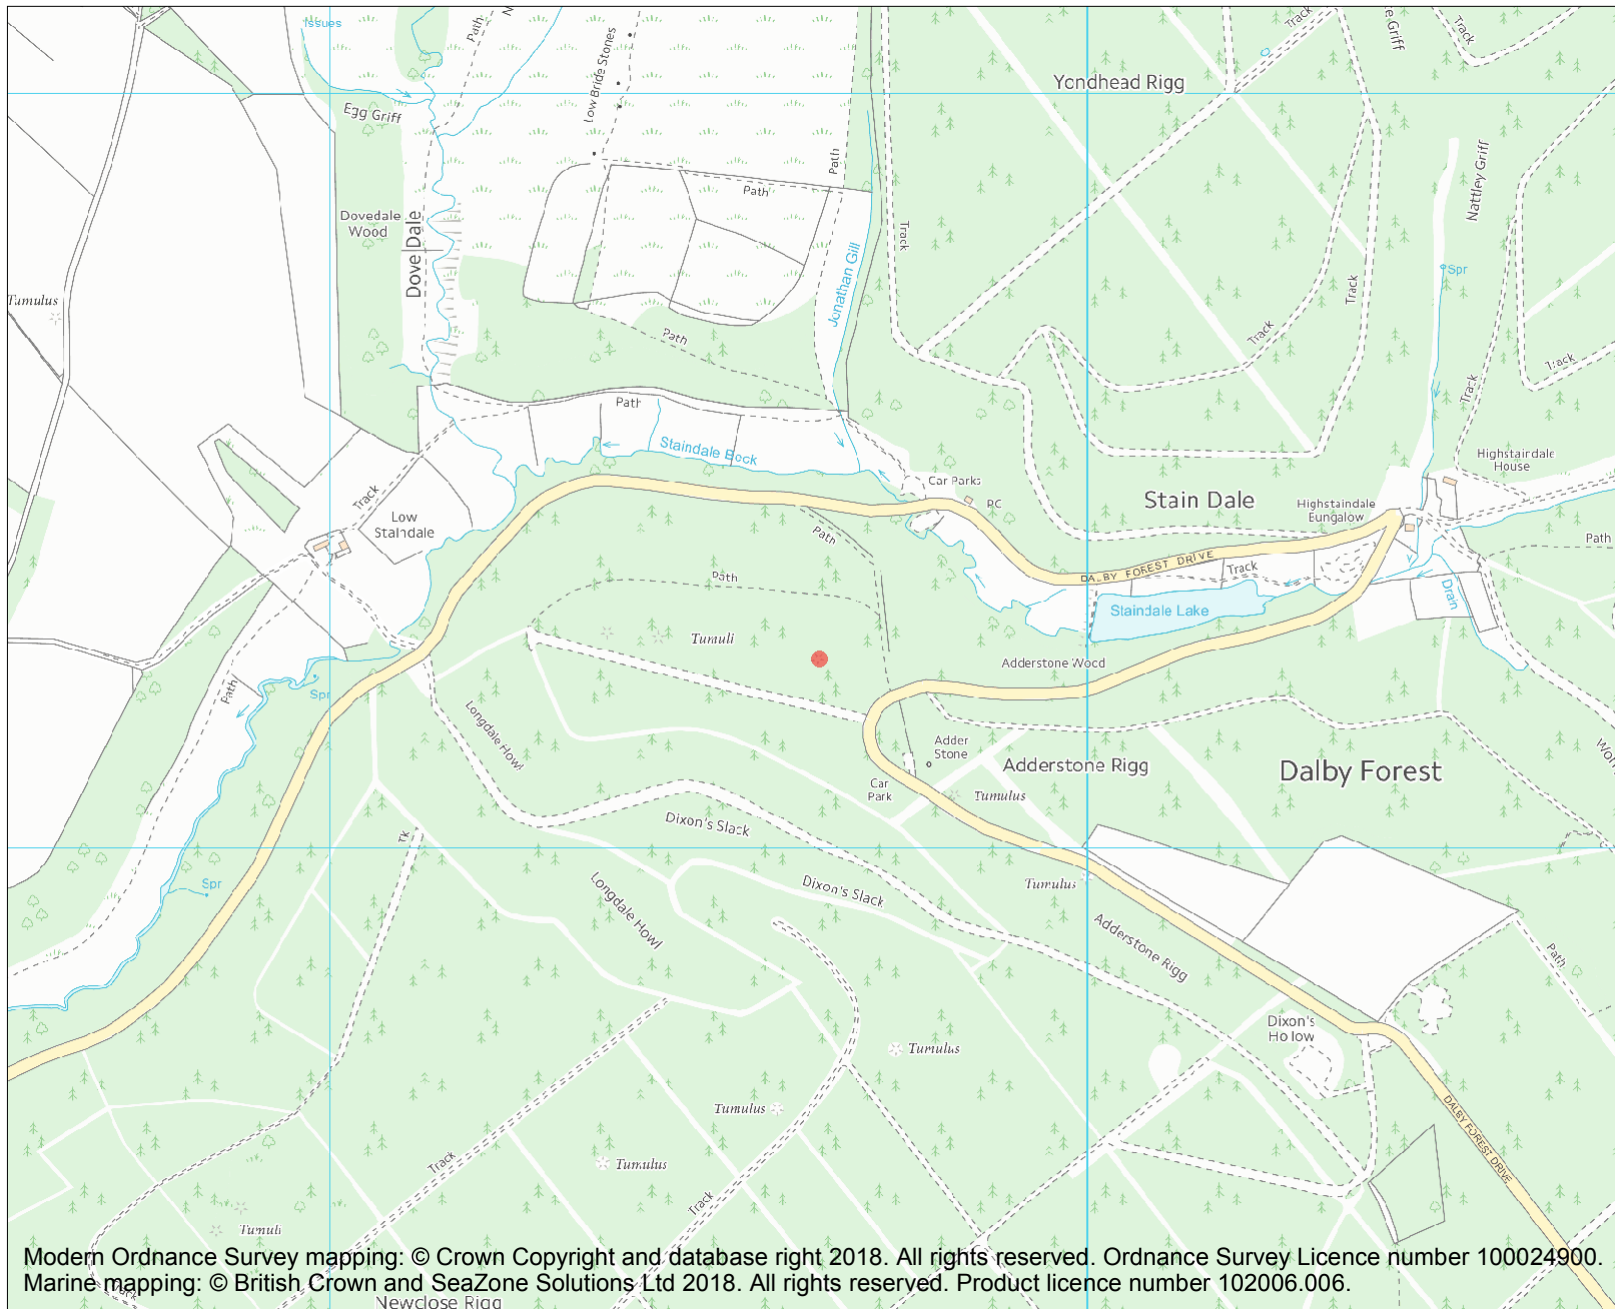 Issues
Path
Low Bride Stones
Track
Track
Yondhead Rigg
Egg Griff
Path
Nattley Griff
Path
Dovedale
Wood
Dove Dale
Track
Jonathan Gill
Spr
Tumulus
Track
Path
Track
Track
Track
Path
Staindale Beck
Highstaindale
House
Car Parks
PC
Stain Dale
Track
Low
Staindale
Highstaindale
Bungalow
Path
Path
DALBY FOREST DRIVE
Track
Path
Staindale Lake
Drain
Tumuli
Adderstone Wood
Path
Spr
Longdale Howl
Adder
Stone
Adderstone Rigg
Dalby Forest
Car
Park
Tumulus
Dixon's Slack
Tk
Spr
Tumulus
Dixon's Slack
Longdale Howl
Adderstone Rigg
Path
Dixon's
Hollow
Tumulus
Tumulus
DALBY FOREST DRIVE
Track
Tumulus
Track
Tumuli
Modern Ordnance Survey mapping: © Crown Copyright and database right 2018. All rights reserved. Ordnance Survey Licence number 100024900.
Marine mapping: © British Crown and SeaZone Solutions Ltd 2018. All rights reserved. Product licence number 102006.006.
Track
Newclose Rigg